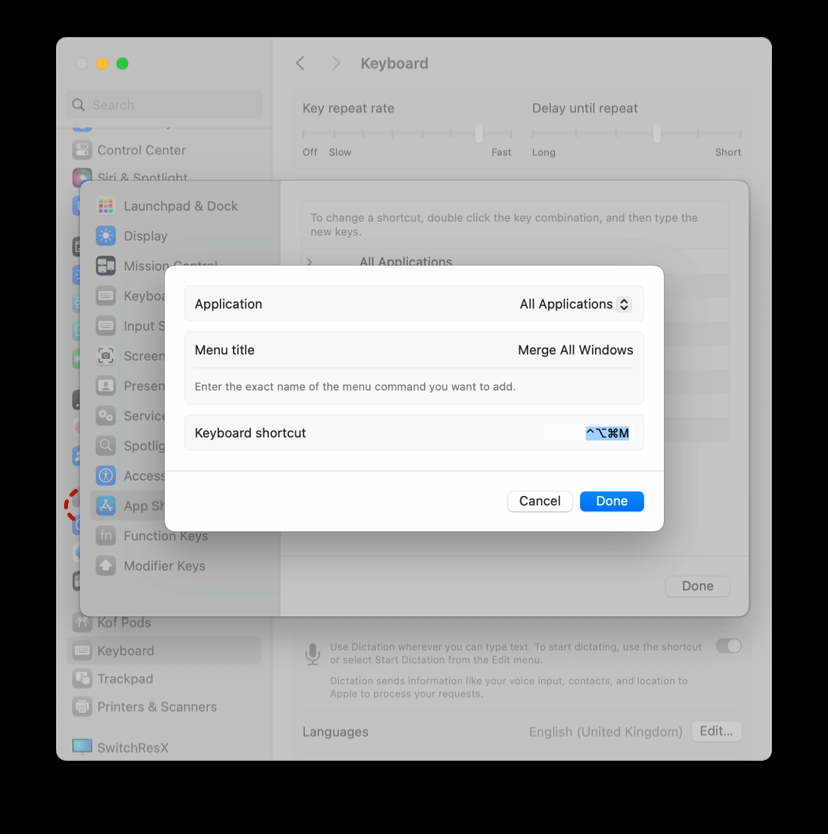 Keyboard
Search
Key repeat rate
Delay until repeat
Off Slow Fast
Long Short
Control Center
Siri & Spotlight
Launchpad & Dock
Display
Mission Control
Keyboa
Input S
Screen
Presen
Service
Spotlig
Access
App Sh
Function Keys
Modifier Keys
To change a shortcut, double click the key combination, and then type the
new keys.
All Applications
Application All Applications
Menu title Merge All Windows
Enter the exact name of the menu command you want to add.
Keyboard shortcut ^⌥⌘M
Cancel Done
Done
Kof Pods
Keyboard
Trackpad
Printers & Scanners
SwitchResX
Use Dictation wherever you can type text. To start dictating, use the shortcut
or select Start Dictation from the Edit menu.
Dictation sends information like your voice input, contacts, and location to
Apple to process your requests.
Languages English (United Kingdom) Edit...